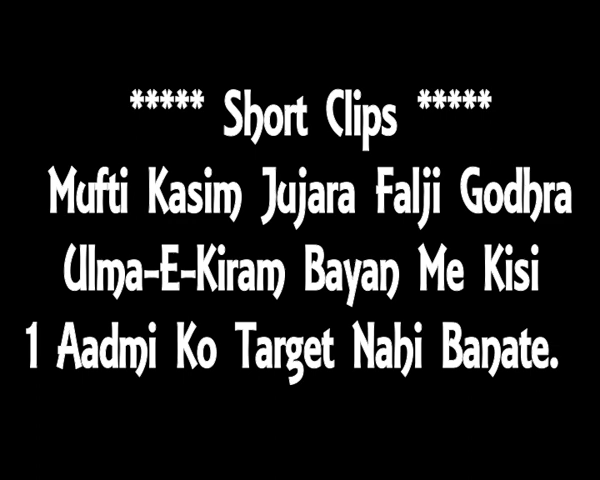 ***** Short Clips *****
Mufti Kasim Jujara Falji Godhra
Ulma-E-Kiram Bayan Me Kisi
1 Aadmi Ko Target Nahi Banate.